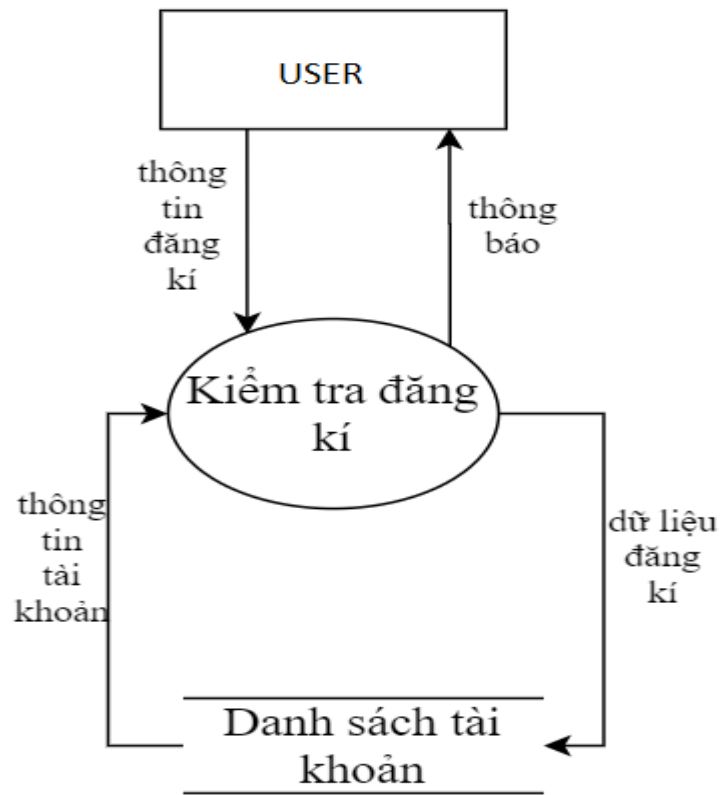 USER
thông
tin
đăng
kí
thông
báo
Kiểm tra đăng
kí
thông
tin
tài
khoản
dữ liệu
đăng
kí
Danh sách tài
khoản